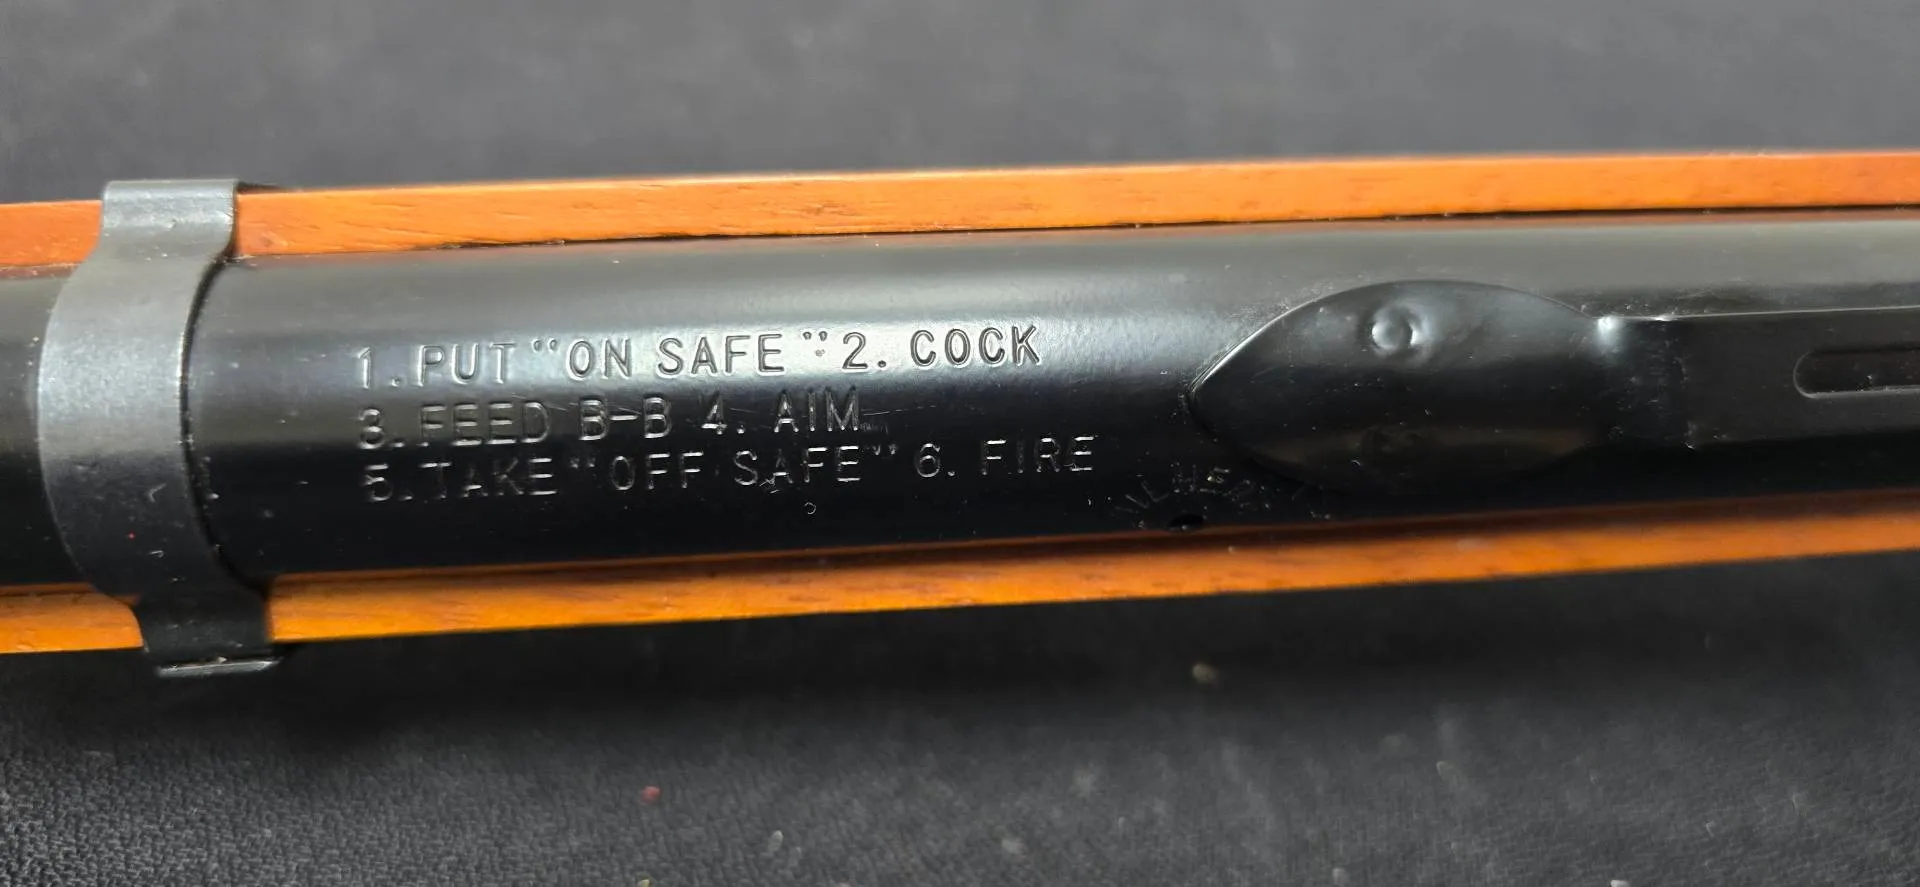 1. PUT "ON SAFE" 2. COCK
3. FEED B-B 4. AIM
5. TAKE "OFF SAFE" 6. FIRE